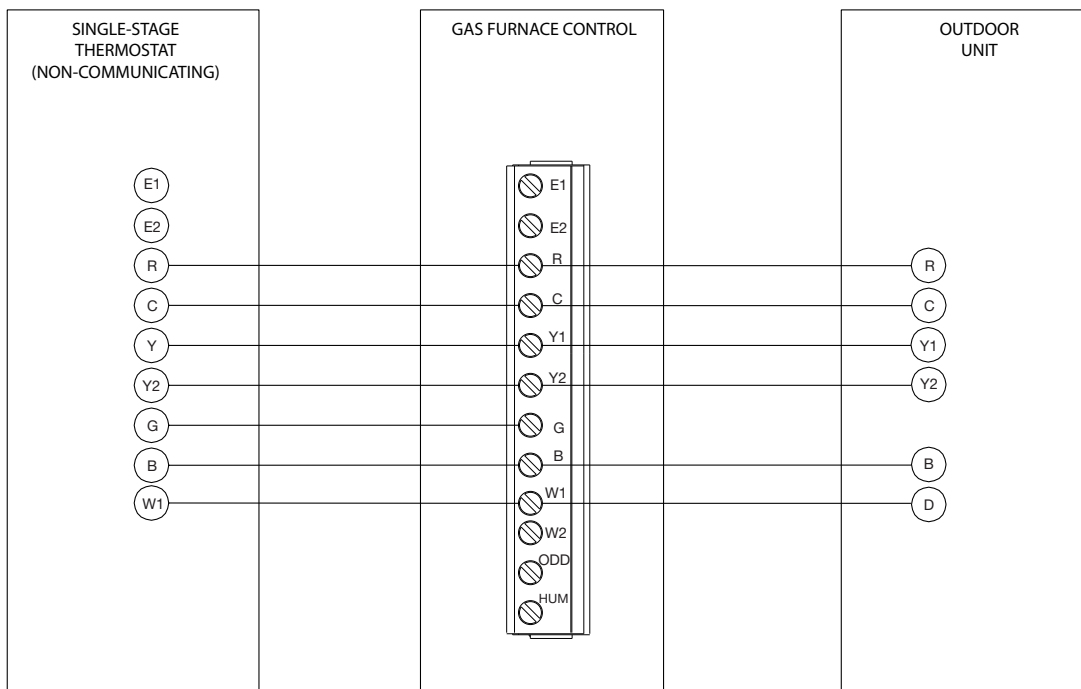 SINGLE-STAGE
THERMOSTAT
(NON-COMMUNICATING)
E1
E2
R
C
Y
Y2
G
B
W1
GAS FURNACE CONTROL
E1
E2
R
C
Y1
Y2
G
B
W1
W2
ODD
HUM
OUTDOOR
UNIT
R
C
Y1
Y2
B
D